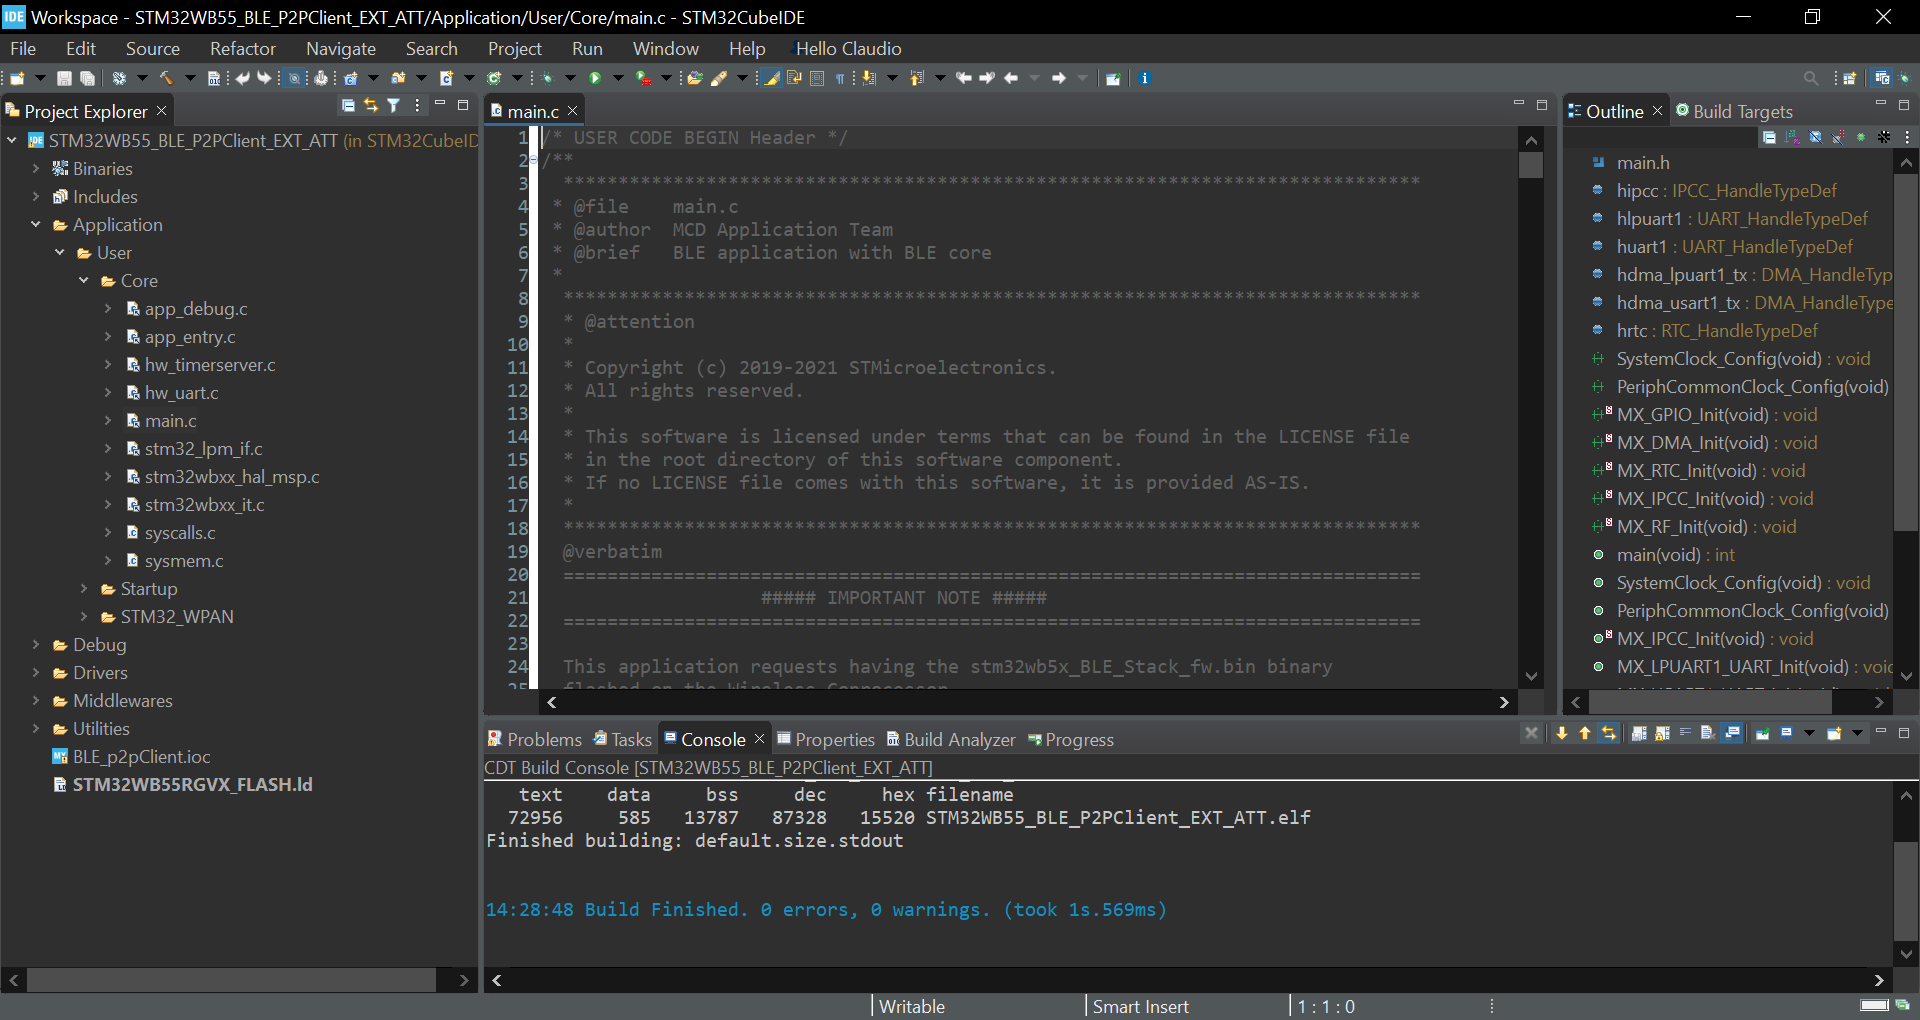 IDE Workspace - STM32WB55_BLE_P2PClient_EXT_ATT/Application/User/Core/main.c - STM32CubeIDE
File Edit Source Refactor Navigate Search Project Run Window Help Hello Claudio
Project Explorer
STM32WB55_BLE_P2PClient_EXT_ATT (in STM32CubeID
Binaries
Includes
Application
User
Core
app_debug.c
app_entry.c
hw_timerserver.c
hw_uart.c
main.c
stm32_lpm_if.c
stm32wbxx_hal_msp.c
stm32wbxx_it.c
syscalls.c
sysmem.c
Startup
STM32_WPAN
Debug
Drivers
Middlewares
Utilities
BLE_p2pClient.ioc
STM32WB55RGVX_FLASH.ld
main.c
1 /* USER CODE BEGIN Header */
2 /**
3 ******************************************************************************
4 * @file    main.c
5 * @author  MCD Application Team
6 * @brief   BLE application with BLE core
7 *
8 ******************************************************************************
9 * @attention
10 *
11 * Copyright (c) 2019-2021 STMicroelectronics.
12 * All rights reserved.
13 *
14 * This software is licensed under terms that can be found in the LICENSE file
15 * in the root directory of this software component.
16 * If no LICENSE file comes with this software, it is provided AS-IS.
17 *
18 ******************************************************************************
19 @verbatim
20 ==============================================================================
21 ##### IMPORTANT NOTE #####
22 ==============================================================================
23
24 This application requests having the stm32wb5x_BLE_Stack_fw.bin binary
25 flashed on the Wireless Coprocessor
Outline Build Targets
main.h
hipcc : IPCC_HandleTypeDef
hlpuart1 : UART_HandleTypeDef
huart1 : UART_HandleTypeDef
hdma_lpuart1_tx : DMA_HandleTyp
hdma_usart1_tx : DMA_HandleType
hrtc : RTC_HandleTypeDef
SystemClock_Config(void) : void
PeriphCommonClock_Config(void)
MX_GPIO_Init(void) : void
MX_DMA_Init(void) : void
MX_RTC_Init(void) : void
MX_IPCC_Init(void) : void
MX_RF_Init(void) : void
main(void) : int
SystemClock_Config(void) : void
PeriphCommonClock_Config(void)
MX_IPCC_Init(void) : void
MX_LPUART1_UART_Init(void) : voic
Problems Tasks Console Properties Build Analyzer Progress
CDT Build Console [STM32WB55_BLE_P2PClient_EXT_ATT]
text data bss dec hex filename
72956 585 13787 87328 15520 STM32WB55_BLE_P2PClient_EXT_ATT.elf
Finished building: default.size.stdout
14:28:48 Build Finished. 0 errors, 0 warnings. (took 1s.569ms)
Writable Smart Insert 1 : 1 : 0